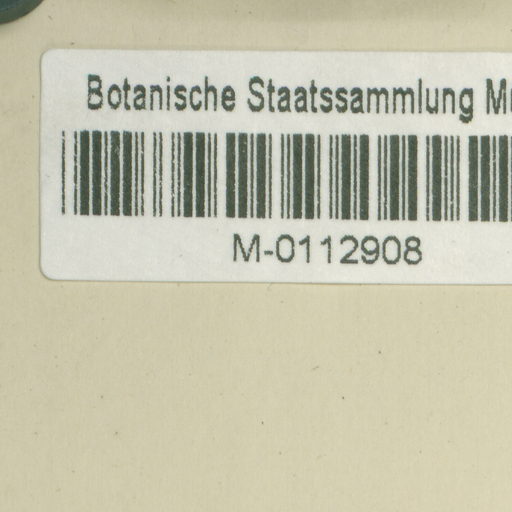 Botanische Staatssammlung
M-0112908